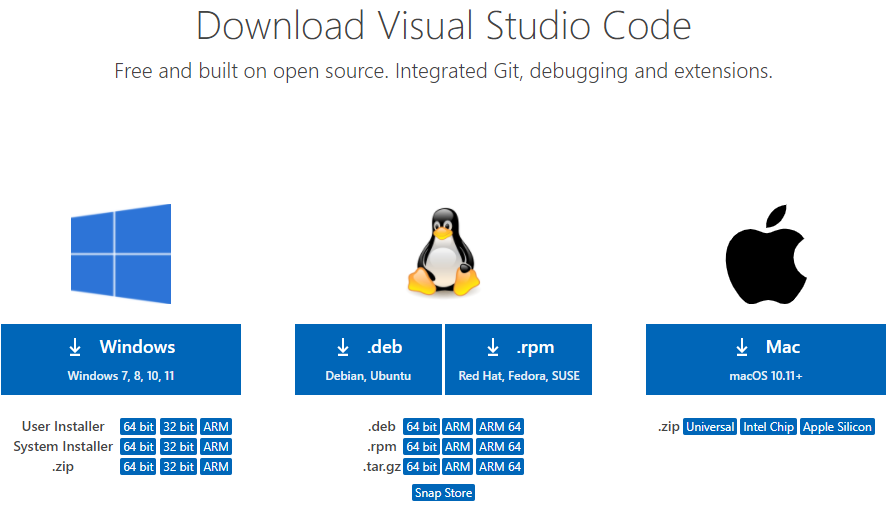 Download Visual Studio Code
Free and built on open source. Integrated Git, debugging and extensions.
Windows
Windows 7, 8, 10, 11
User Installer 64 bit 32 bit ARM
System Installer 64 bit 32 bit ARM
.zip 64 bit 32 bit ARM
.deb
Debian, Ubuntu
.rpm
Red Hat, Fedora, SUSE
.deb 64 bit ARM ARM 64
.rpm 64 bit ARM ARM 64
.tar.gz 64 bit ARM ARM 64
Snap Store
Mac
macOS 10.11+
.zip Universal Intel Chip Apple Silicon